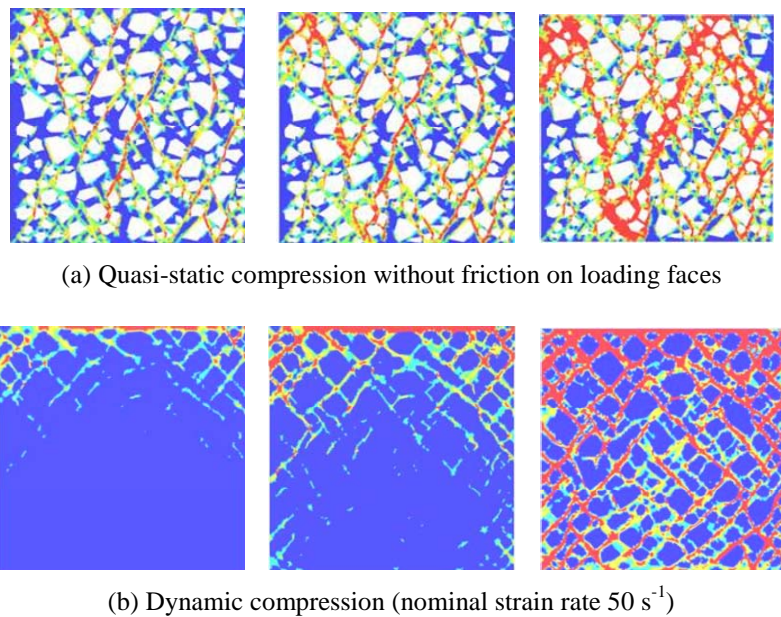 (a) Quasi-static compression without friction on loading faces
(b) Dynamic compression (nominal strain rate 50 s⁻¹)